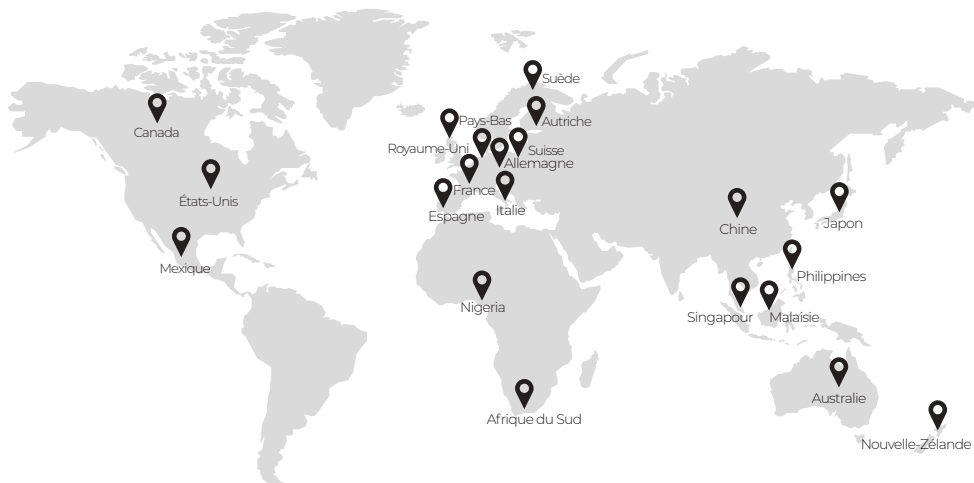 Suède
Pays-Bas
Autriche
Canada
Royaume-Uni
Suisse
Allemagne
France
États-Unis
Italie
Espagne
Japon
Chine
Mexique
Philippines
Nigeria
Singapour
Malaisie
Australie
Afrique du Sud
Nouvelle-Zélande